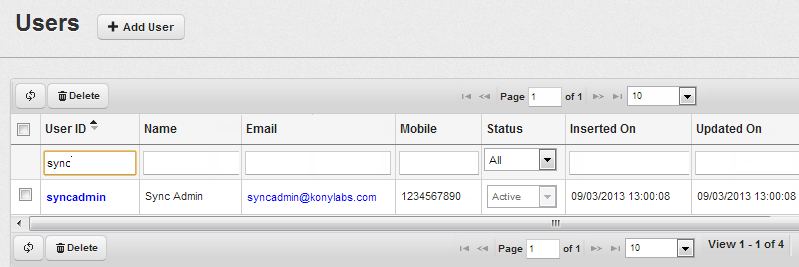 Users + Add User
Delete Page 1 of 1 10
User ID Name Email Mobile Status Inserted On Updated On
sync All
syncadmin Sync Admin syncadmin@konylabs.com 1234567890 Active 09/03/2013 13:00:08 09/03/2013 13:00:08
Delete Page 1 of 1 10 View 1 - 1 of 4